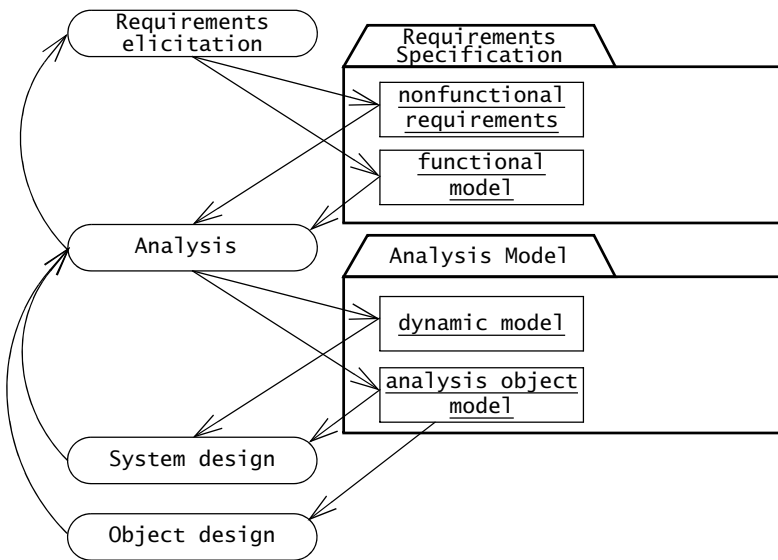 Requirements
elicitation
Requirements
Specification
nonfunctional
requirements
functional
model
Analysis
Analysis Model
dynamic model
analysis object
model
System design
Object design